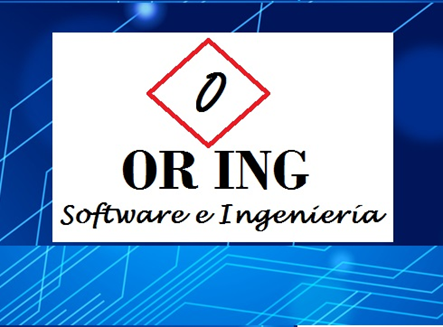 O
OR ING
Software e Ingeniería